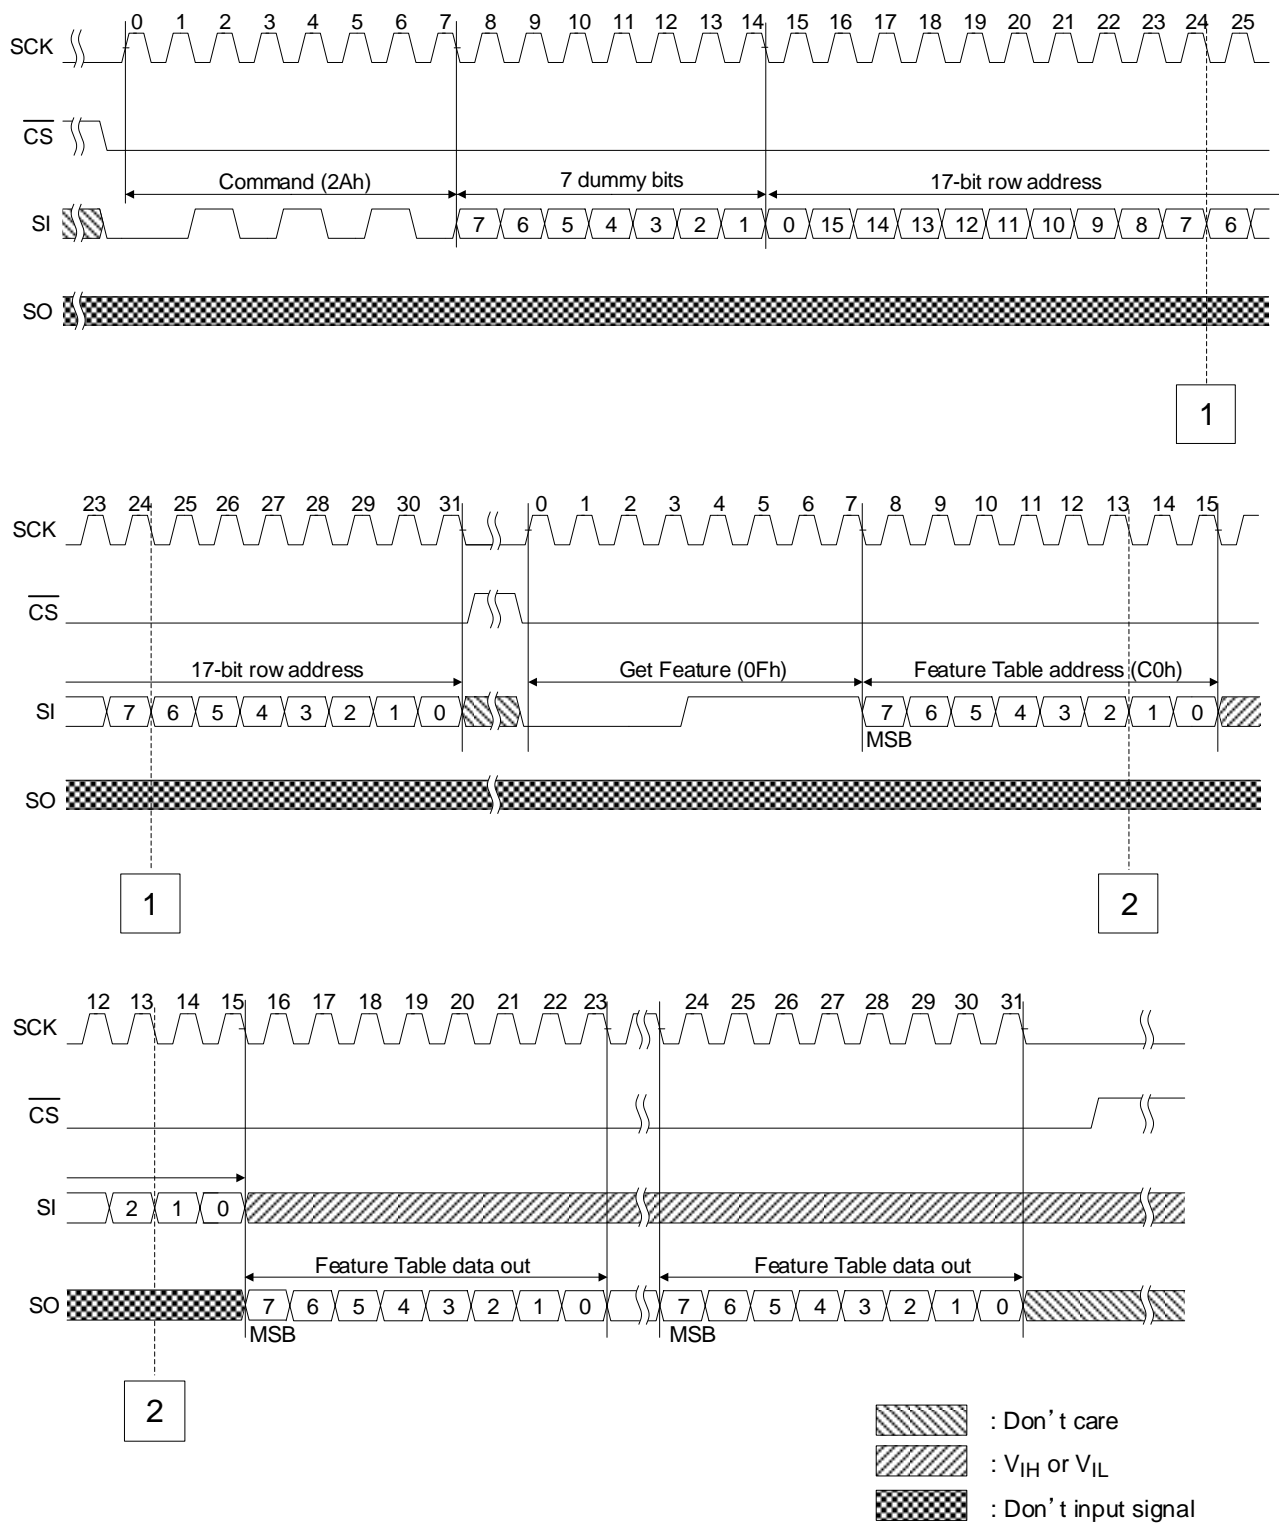 0 1 2 3 4 5 6 7 8 9 10 11 12 13 14 15 16 17 18 19 20 21 22 23 24 25
SCK
CS
Command (2Ah) 7 dummy bits 17-bit row address
SI 7 6 5 4 3 2 1 0 15 14 13 12 11 10 9 8 7 6
SO
1
23 24 25 26 27 28 29 30 31 0 1 2 3 4 5 6 7 8 9 10 11 12 13 14 15
SCK
CS
17-bit row address Get Feature (0Fh) Feature Table address (C0h)
SI 7 6 5 4 3 2 1 0 7 6 5 4 3 2 1 0
MSB
SO
1 2
12 13 14 15 16 17 18 19 20 21 22 23 24 25 26 27 28 29 30 31
SCK
CS
SI 2 1 0
Feature Table data out Feature Table data out
SO 7 6 5 4 3 2 1 0 7 6 5 4 3 2 1 0
MSB MSB
2
: Don't care
: VIH or VIL
: Don't input signal